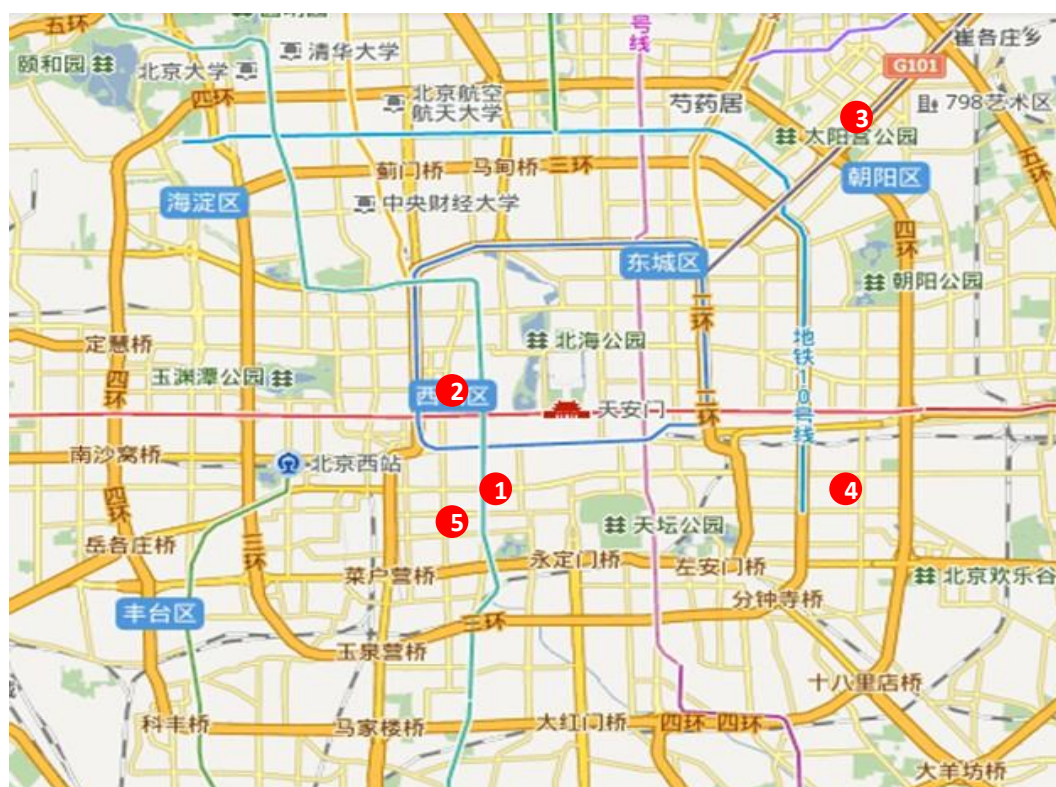 五环
号线
颐和园
北京大学
清华大学
崔各庄乡
G101
四环
北京航空
航天大学
芍药居
798艺术区
3
太阳宫公园
五环
蓟门桥
马甸桥
三环
朝阳区
海淀区
中央财经大学
四环
东城区
朝阳公园
二环
定慧桥
北海公园
地铁10号线
玉渊潭公园
四环
2
西
区
天安门
二环
南沙窝桥
北京西站
1
4
四环
5
天坛公园
岳各庄桥
三环
菜户营桥
永定门桥
左安门桥
北京欢乐谷
丰台区
分钟寺桥
三环
玉泉营桥
十八里店桥
科丰桥
马家楼桥
大红门桥
四环
四环
大羊坊桥